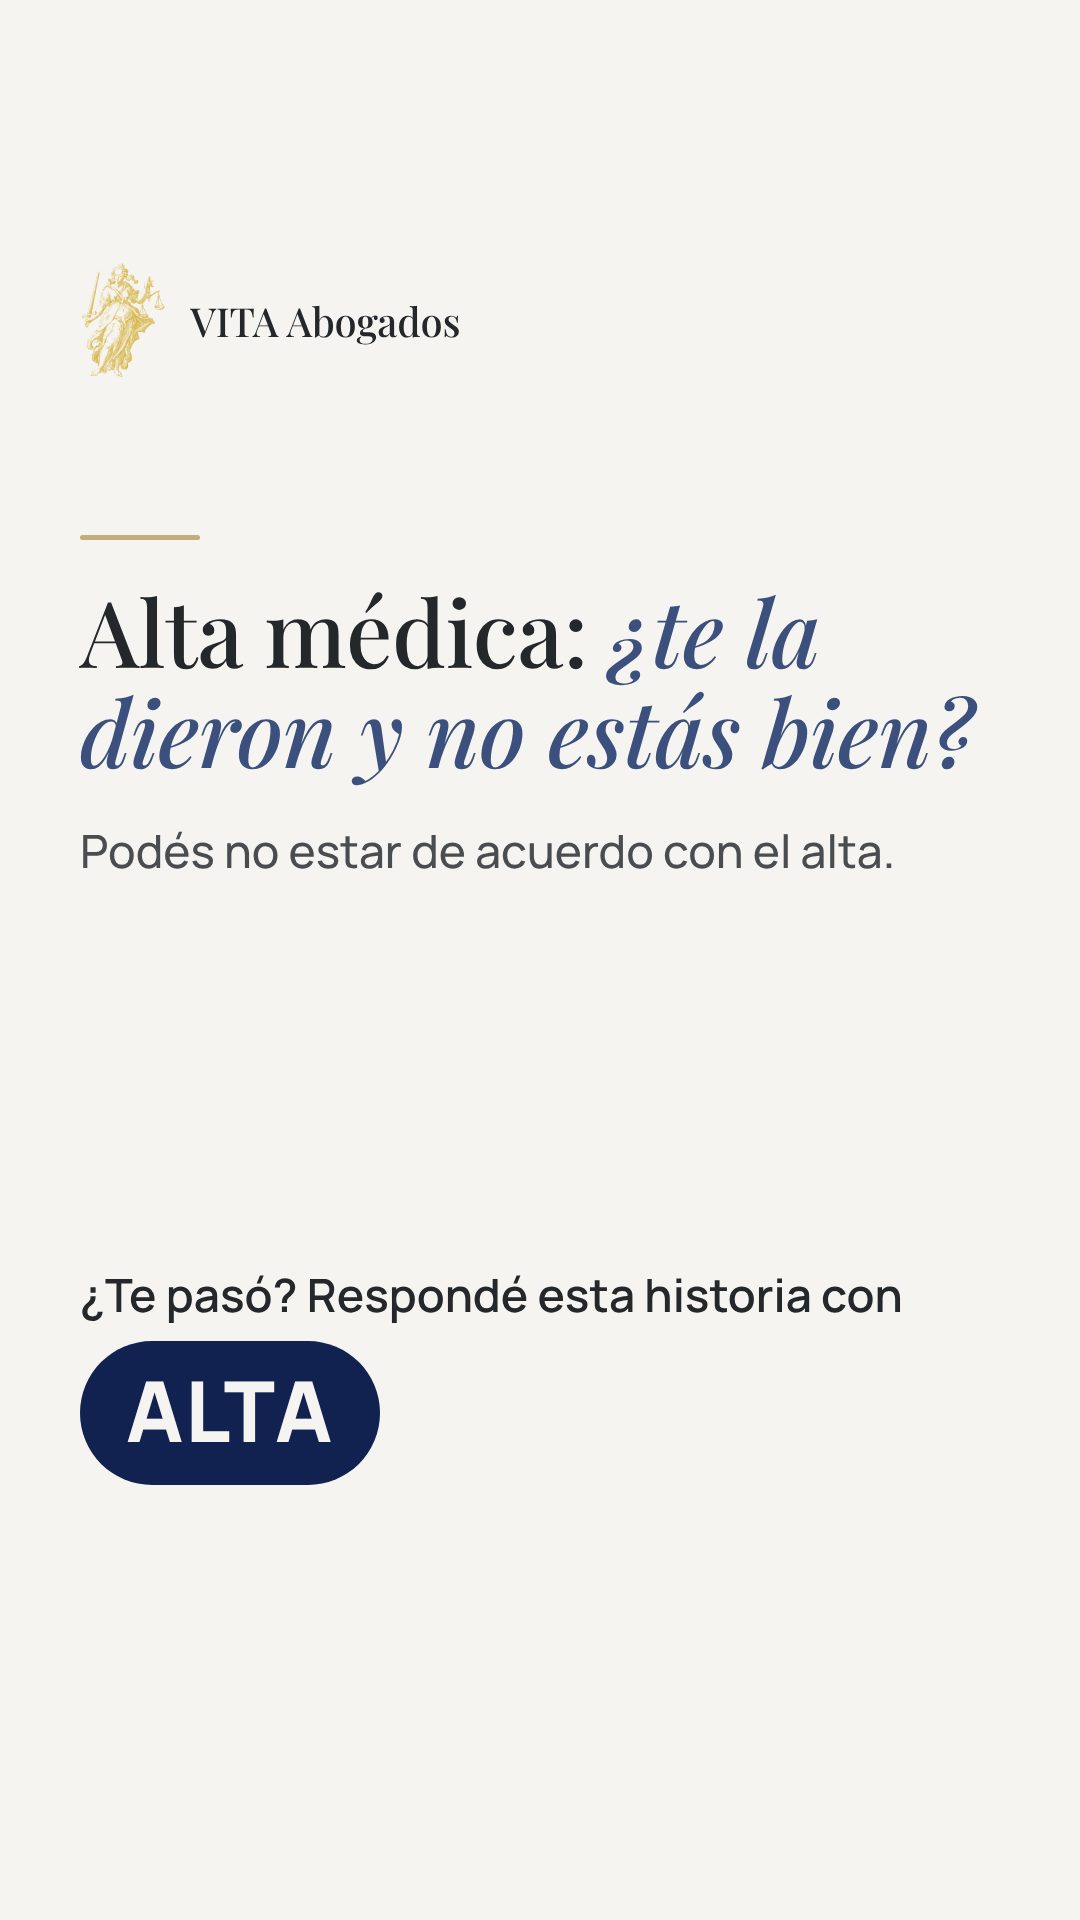 VITA Abogados
Alta médica: ¿te la
dieron y no estás bien?
Podés no estar de acuerdo con el alta.
¿Te pasó? Respondé esta historia con
ALTA